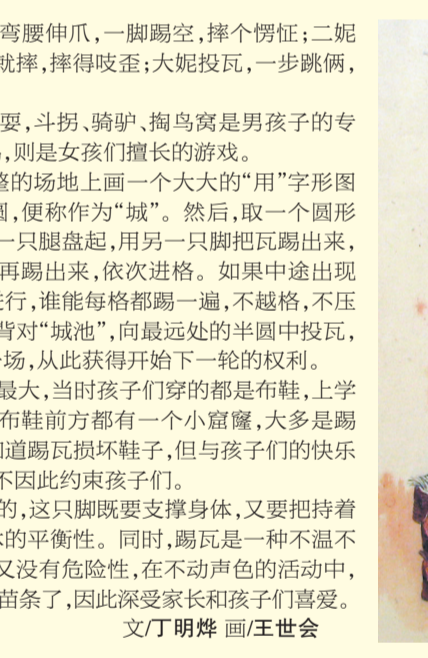 弯腰伸爪,一脚踢空,摔个愣怔;二妮
就摔,摔得吱歪;大妮投瓦,一步跳俩,
耍,斗拐、骑驴、掏鸟窝是男孩子的专
,则是女孩们擅长的游戏。
整的场地上画一个大大的“用”字形图
圆,便称作为“城”。然后,取一个圆形
一只腿盘起,用另一只脚把瓦踢出来,
再踢出来,依次进格。如果中途出现
进行,谁能每格都踢一遍,不越格,不压
背对“城池”,向最远处的半圆中投瓦,
场,从此获得开始下一轮的权利。
最大,当时孩子们穿的都是布鞋,上学
布鞋前方都有一个小窟窿,大多是踢
知道踢瓦损坏鞋子,但与孩子们的快乐
不因此约束孩子们。
的,这只脚既要支撑身体,又要把持着
体的平衡性。同时,踢瓦是一种不温不
又没有危险性,在不动声色的活动中,
苗条了,因此深受家长和孩子们喜爱。
文/丁明烨 画/王世会